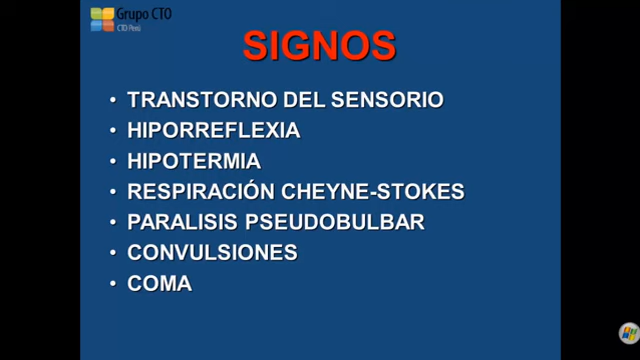 Grupo CTO
CTO Perú
SIGNOS
• TRANSTORNO DEL SENSORIO
• HIPORREFLEXIA
• HIPOTERMIA
• RESPIRACIÓN CHEYNE-STOKES
• PARALISIS PSEUDOBULBAR
• CONVULSIONES
• COMA